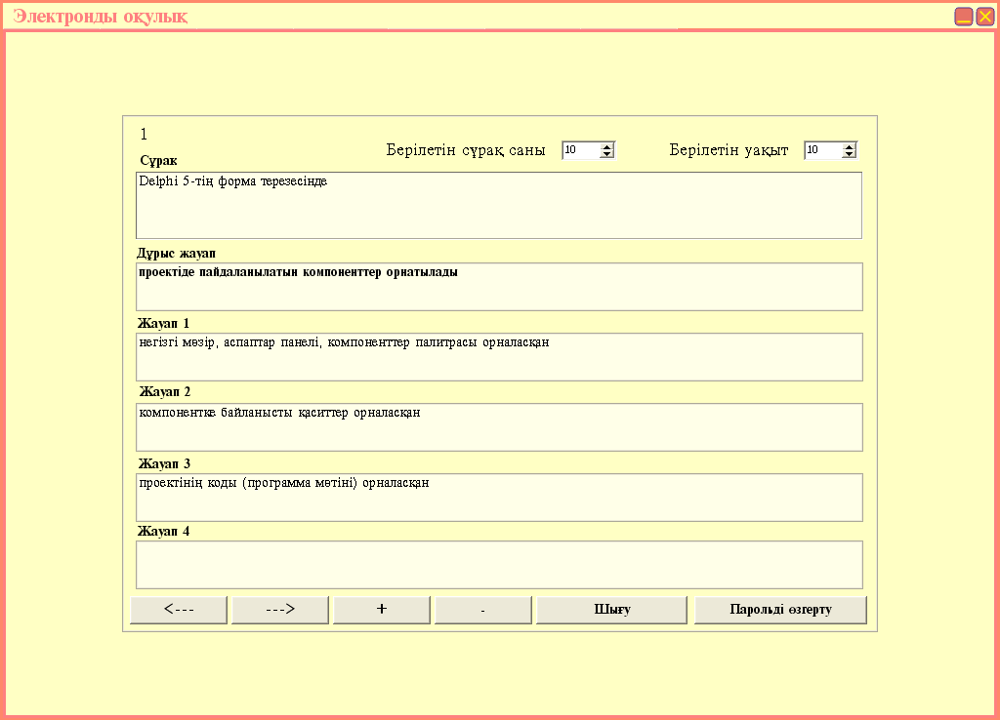 Электронды оқулық
1
Берілетін сұрақ саны 10 Берілетін уақыт 10
Сұрақ
Delphi 5-тің форма терезесінде
Дұрыс жауап
проектіде пайдаланылатын компоненттер орнатылады
Жауап 1
негізгі мәзір, аспаптар панелі, компоненттер палитрасы орналасқан
Жауап 2
компонентке байланысты қаситтер орналасқан
Жауап 3
проектінің коды (программа мәтіні) орналасқан
Жауап 4
<--- ---> + - Шығу Парольді өзгерту